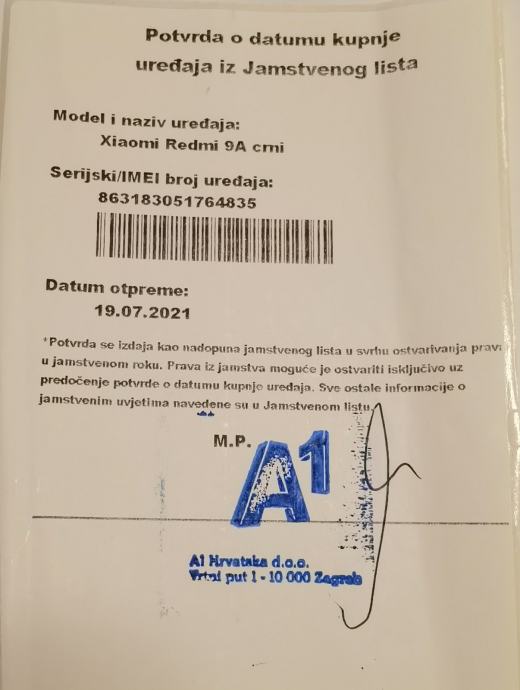 Potvrda o datumu kupnje
uređaja iz Jamstvenog lista
Model i naziv uređaja:
Xiaomi Redmi 9A crni
Serijski/IMEI broj uređaja:
863183051764835
Datum otpreme:
19.07.2021
*Potvrda se izdaja kao nadopuna jamstvenog lista u svrhu ostvarivanja prava
u jamstvenom roku. Prava iz jamstva moguće je ostvariti isključivo uz
predočenje potvrde o datumu kupnje uređaja. Sve ostale informacije o
jamstvenim uvjetima navedene su u Jamstvenom listu.
M.P.
A1
A1 Hrvatska d.o.o.
Vrtni put 1 - 10 000 Zagreb